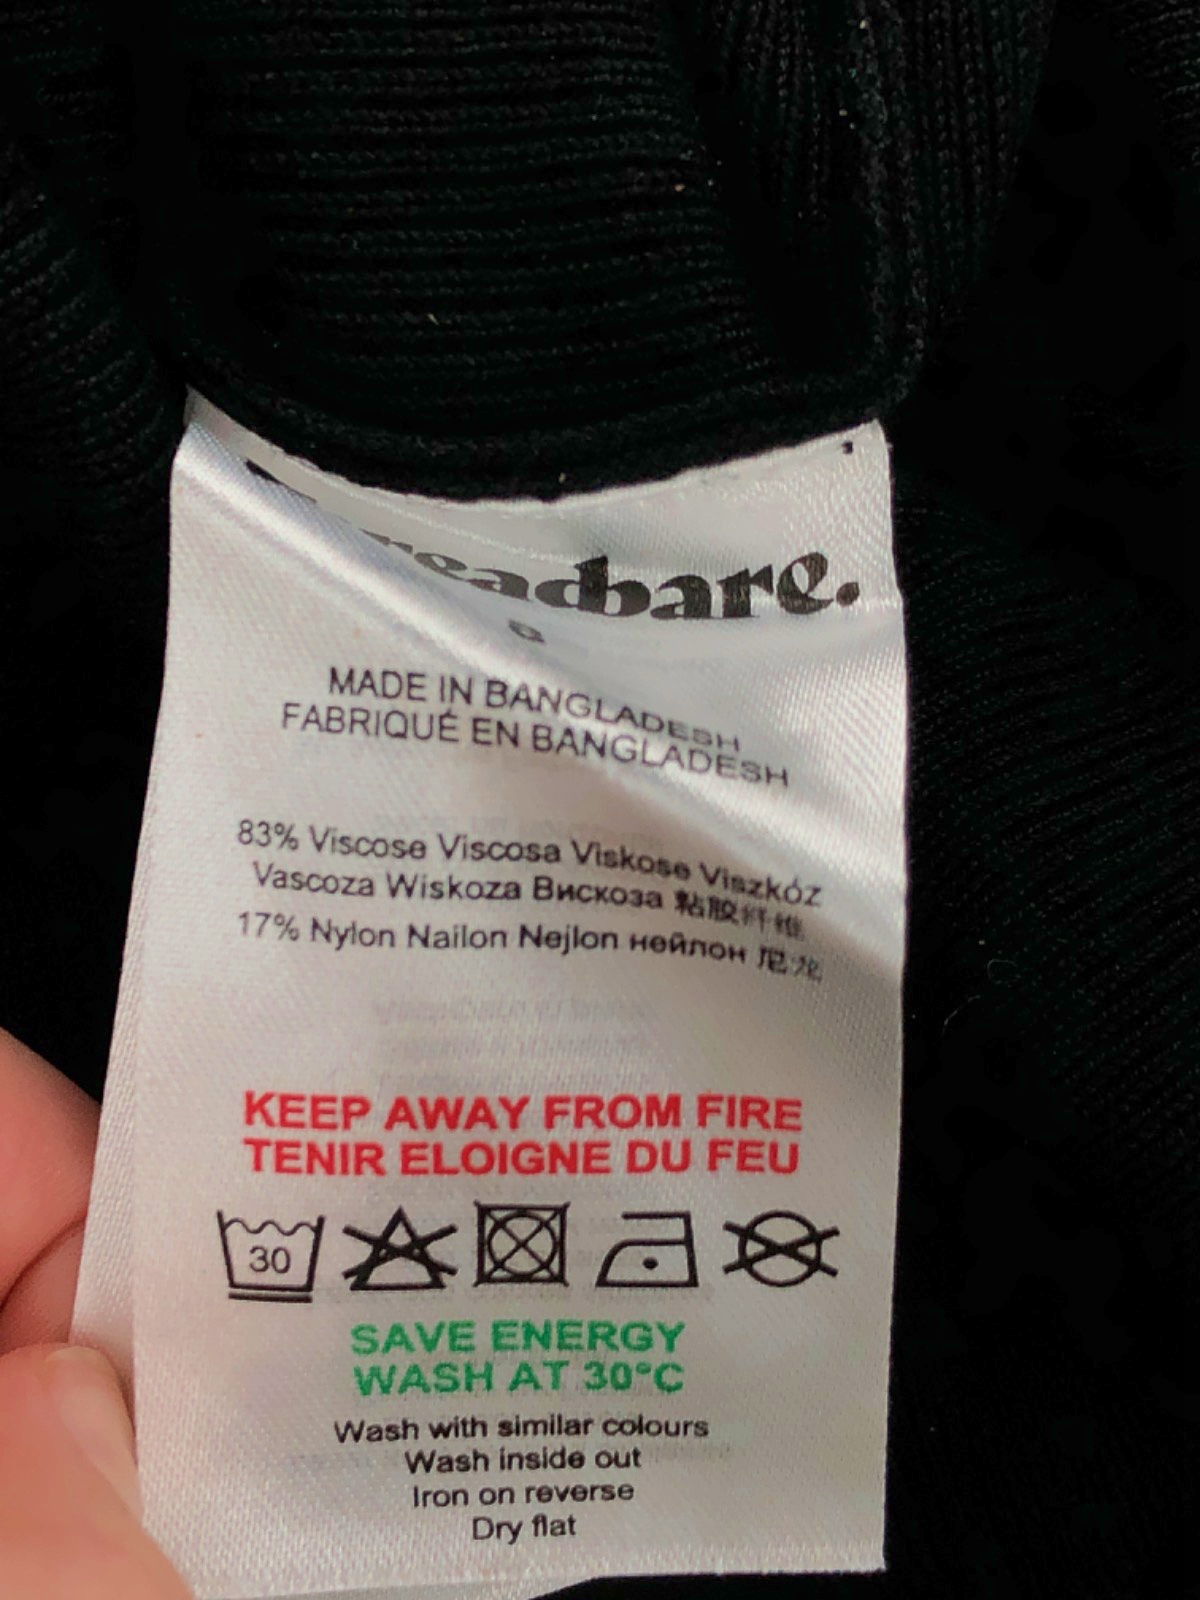 readbare.
MADE IN BANGLADESH
FABRIQUÉ EN BANGLADESH
83% Viscose Viscosa Viskose Viszkóz
Vascoza Wiskoza Вискоза 粘胶纤维
17% Nylon Nailon Nejlon нейлон 尼龙
KEEP AWAY FROM FIRE
TENIR ELOIGNE DU FEU
30
SAVE ENERGY
WASH AT 30°C
Wash with similar colours
Wash inside out
Iron on reverse
Dry flat